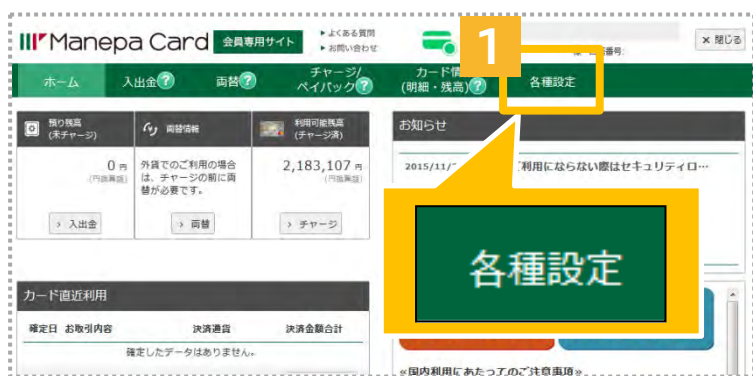 Manepa Card 会員専用サイト
よくある質問
お問い合わせ
番号:
× 閉じる
1
ホーム
入出金?
両替?
チャージ/
ペイバック?
カード情
(明細・残高)?
各種設定
預り残高
(未チャージ)
両替情報
利用可能残高
(チャージ済)
0 円
(円換算額)
外貨でのご利用の場合
は、チャージの前に両
替が必要です。
2,183,107 円
(円換算額)
> 入出金
> 両替
> チャージ
お知らせ
2015/11/
ご利用にならない際はセキュリティロ…
各種設定
カード直近利用
確定日 お取引内容 決済通貨 決済金額合計
確定したデータはありません。
«国内利用にあたってのご注意事項»